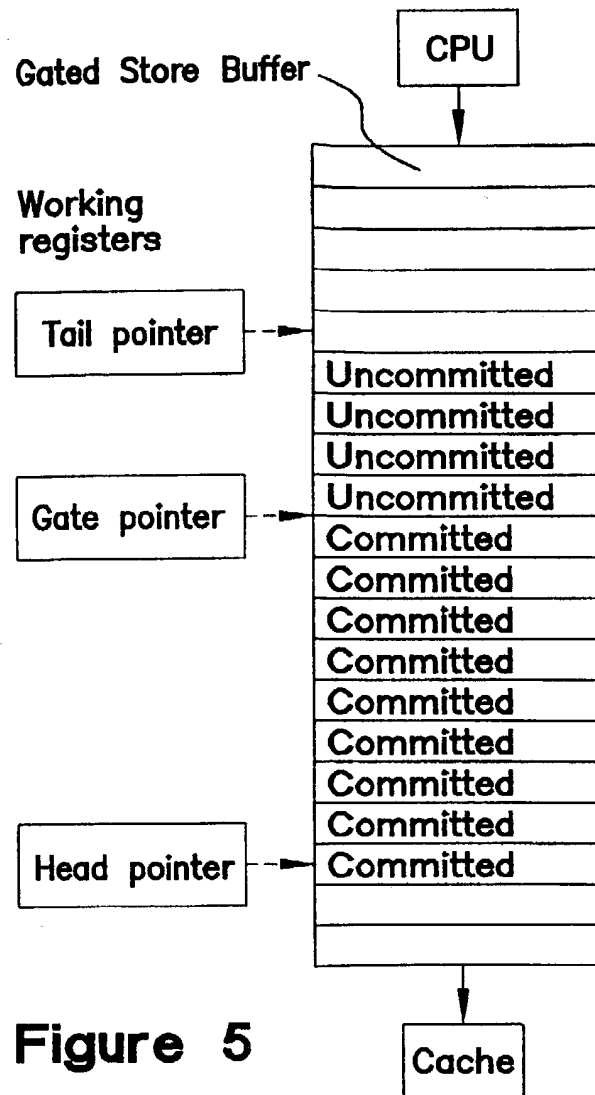 CPU
Gated Store Buffer
Working
registers
Tail pointer
Uncommitted
Uncommitted
Uncommitted
Uncommitted
Gate pointer
Committed
Committed
Committed
Committed
Committed
Committed
Committed
Committed
Head pointer
Committed
Figure 5
Cache